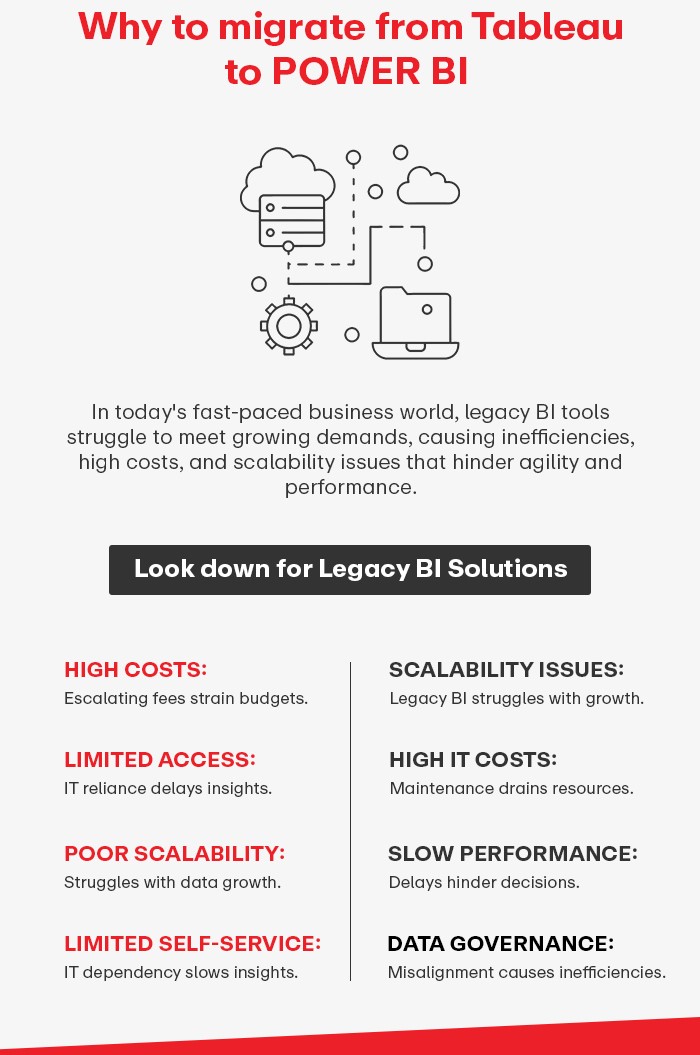 Why to migrate from Tableau
to POWER BI
In today's fast-paced business world, legacy BI tools
struggle to meet growing demands, causing inefficiencies,
high costs, and scalability issues that hinder agility and
performance.
Look down for Legacy BI Solutions
HIGH COSTS:
Escalating fees strain budgets.
LIMITED ACCESS:
IT reliance delays insights.
POOR SCALABILITY:
Struggles with data growth.
LIMITED SELF-SERVICE:
IT dependency slows insights.
SCALABILITY ISSUES:
Legacy BI struggles with growth.
HIGH IT COSTS:
Maintenance drains resources.
SLOW PERFORMANCE:
Delays hinder decisions.
DATA GOVERNANCE:
Misalignment causes inefficiencies.